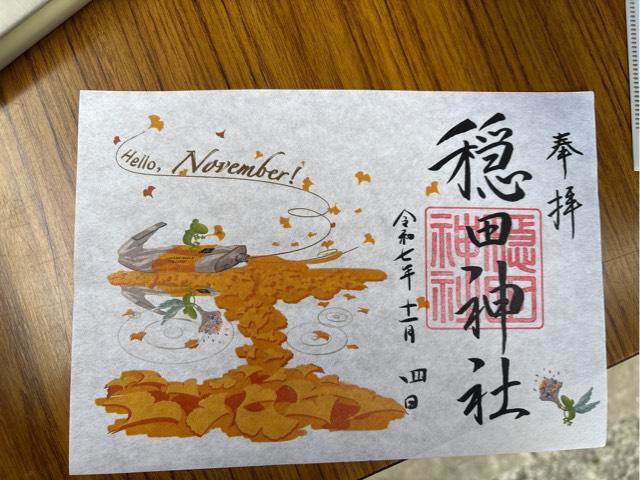 奉拝
穏田神社
隠田
神社
令和七年 十一月 四日
Hello, November!